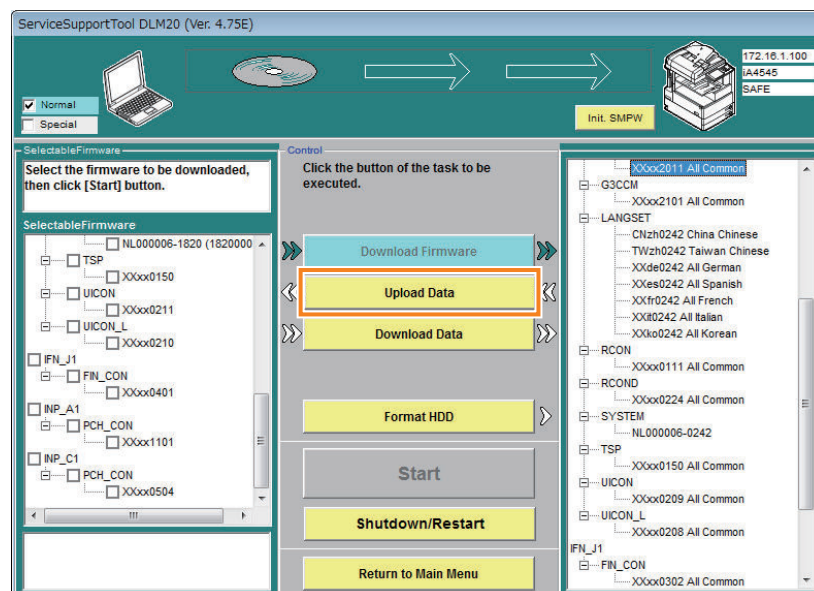 ServiceSupportTool DLM20 (Ver. 4.75E)
172.16.1.100
iA4545
SAFE
Normal
Special
Init. SMPW
SelectableFirmware
Select the firmware to be downloaded,
then click [Start] button.
SelectableFirmware
NL000006-1820 (1820000
TSP
XXxx0150
UICON
XXxx0211
UICON_L
XXxx0210
IFN_J1
FIN_CON
XXxx0401
INP_A1
PCH_CON
XXxx1101
INP_C1
PCH_CON
XXxx0504
Control
Click the button of the task to be
executed.
Download Firmware
Upload Data
Download Data
Format HDD
Start
Shutdown/Restart
Return to Main Menu
XXxx2011 All Common
G3CCM
XXxx2101 All Common
LANGSET
CNzh0242 China Chinese
TWzh0242 Taiwan Chinese
XXde0242 All German
XXes0242 All Spanish
XXfr0242 All French
XXit0242 All Italian
XXko0242 All Korean
RCON
XXxx0111 All Common
RCOND
XXxx0224 All Common
SYSTEM
NL000006-0242
TSP
XXxx0150 All Common
UICON
XXxx0209 All Common
UICON_L
XXxx0208 All Common
IFN_J1
FIN_CON
XXxx0302 All Common